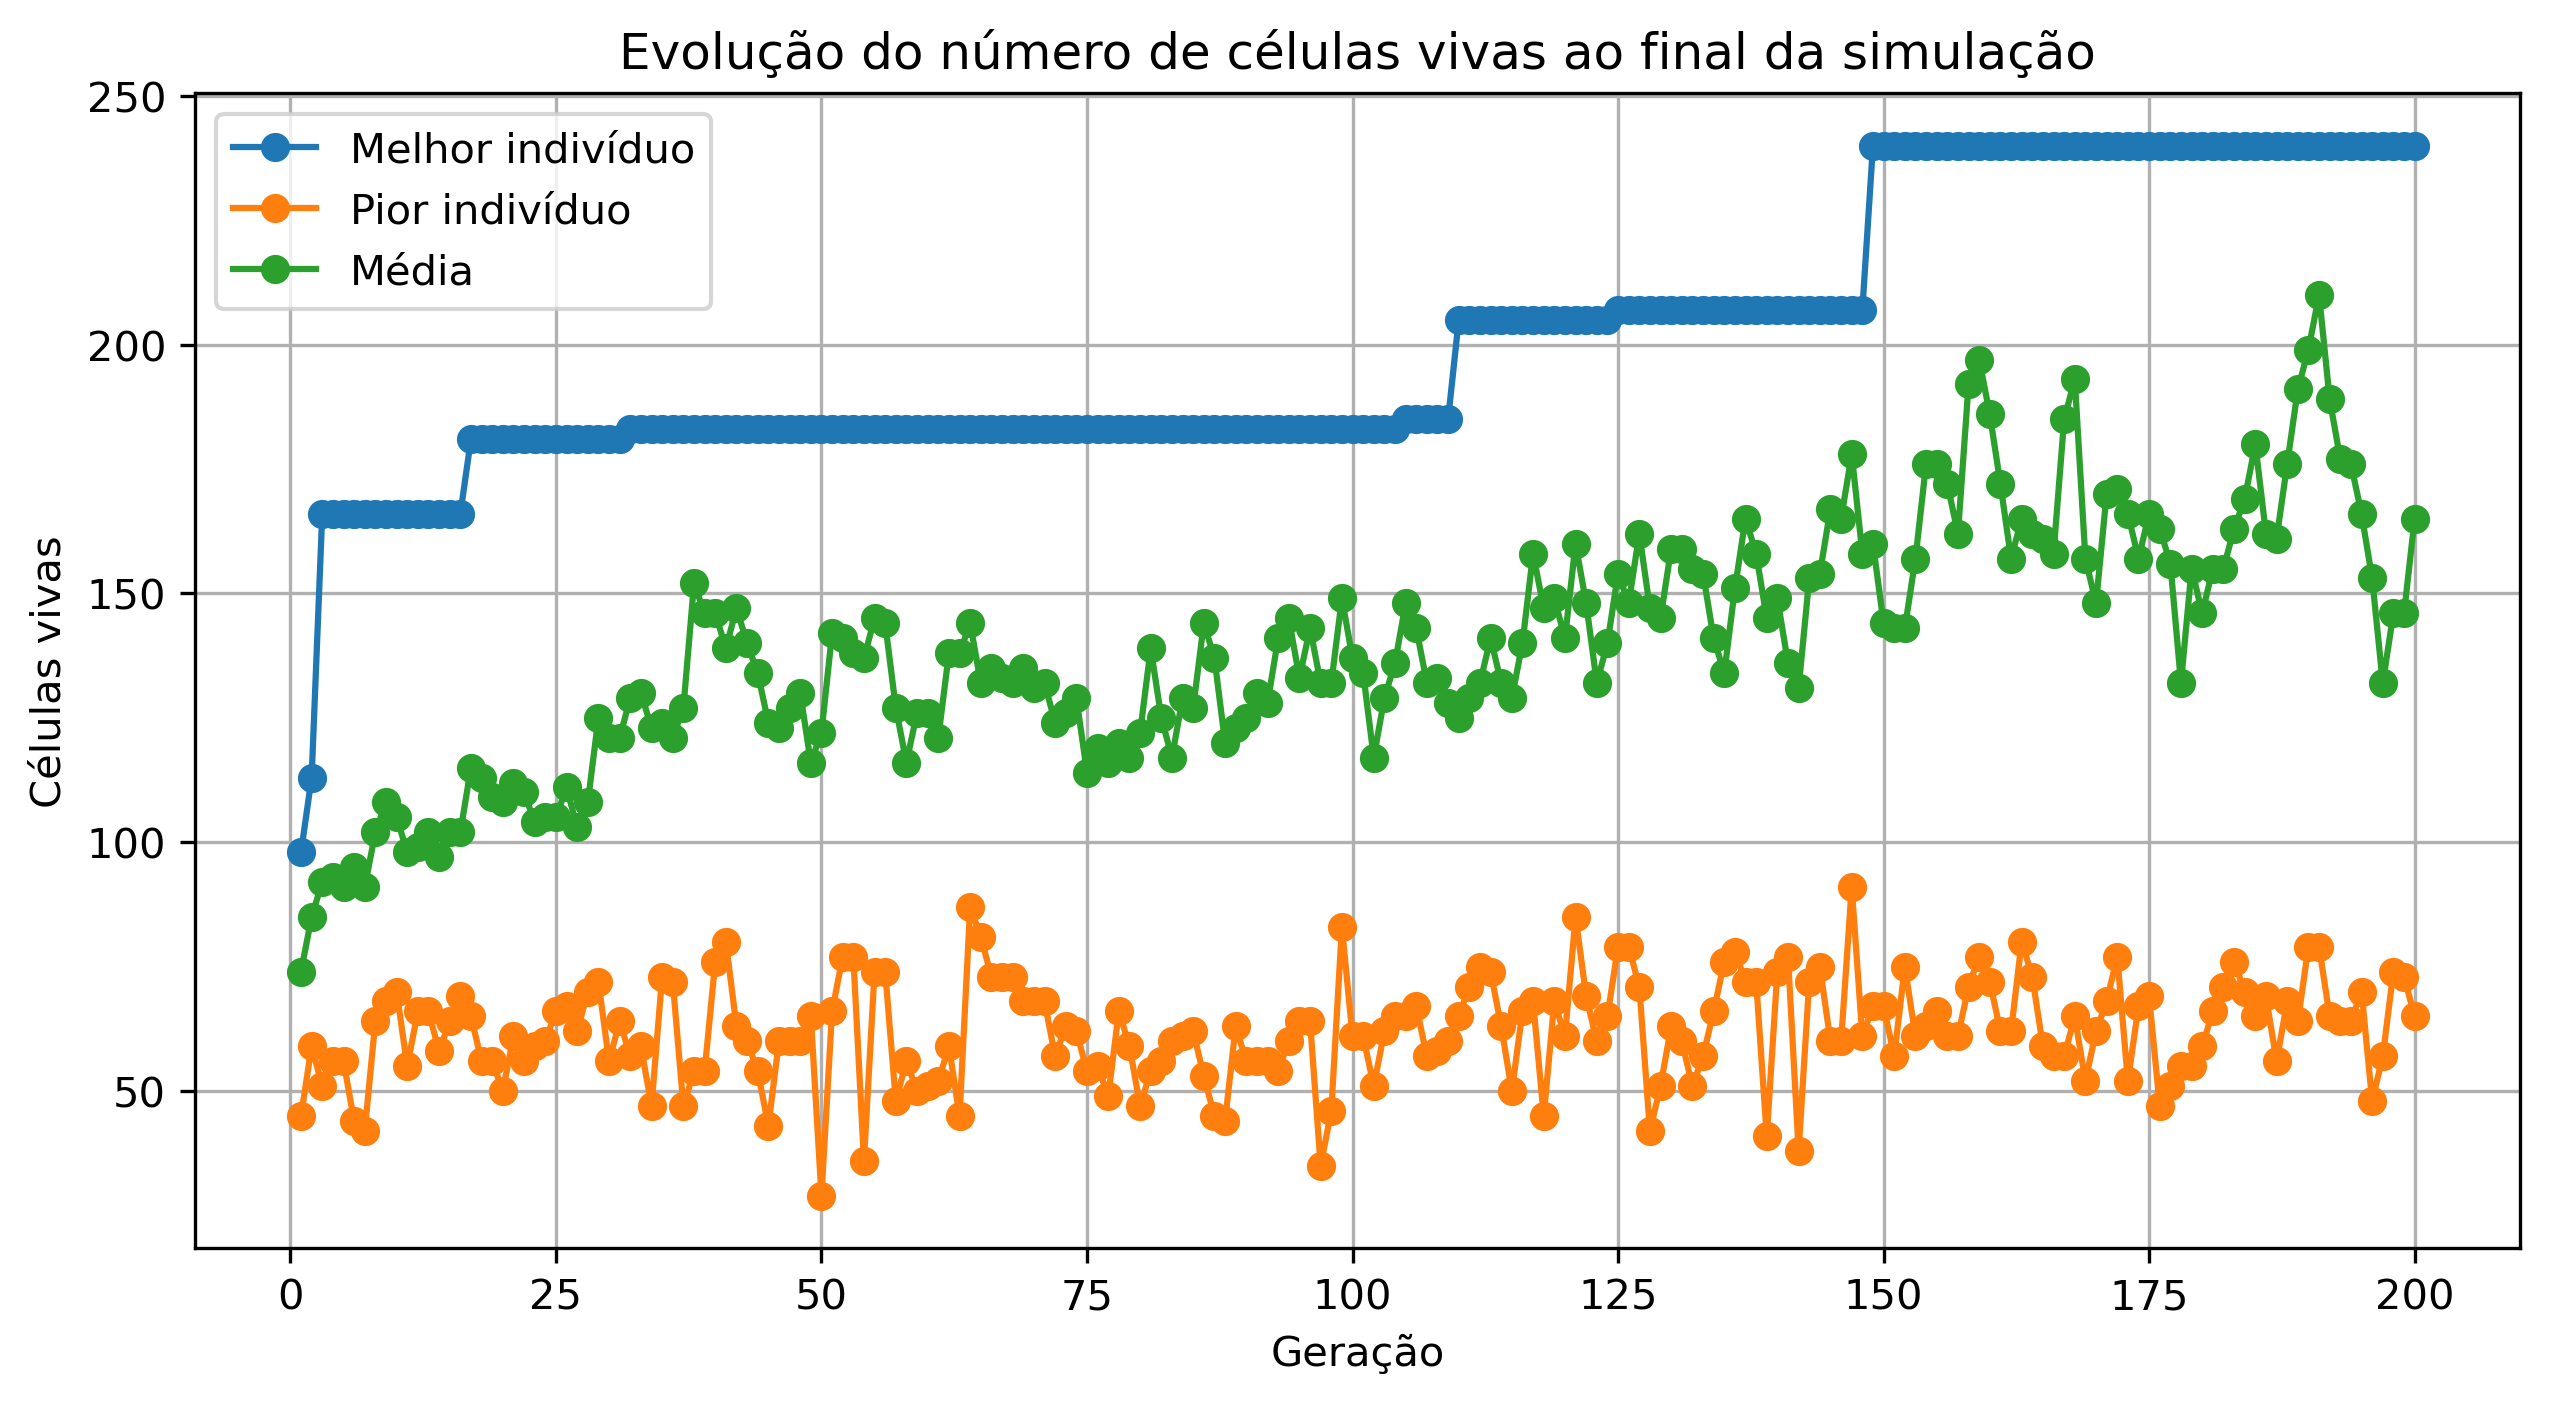 Evolução do número de células vivas ao final da simulação
250
200
150
100
50
Células vivas
Melhor indivíduo
Pior indivíduo
Média
0 25 50 75 100 125 150 175 200
Geração